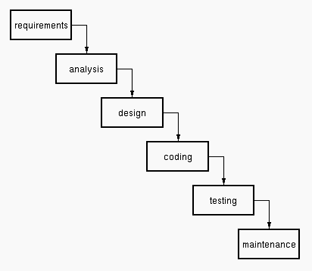 requirements
analysis
design
coding
testing
maintenance